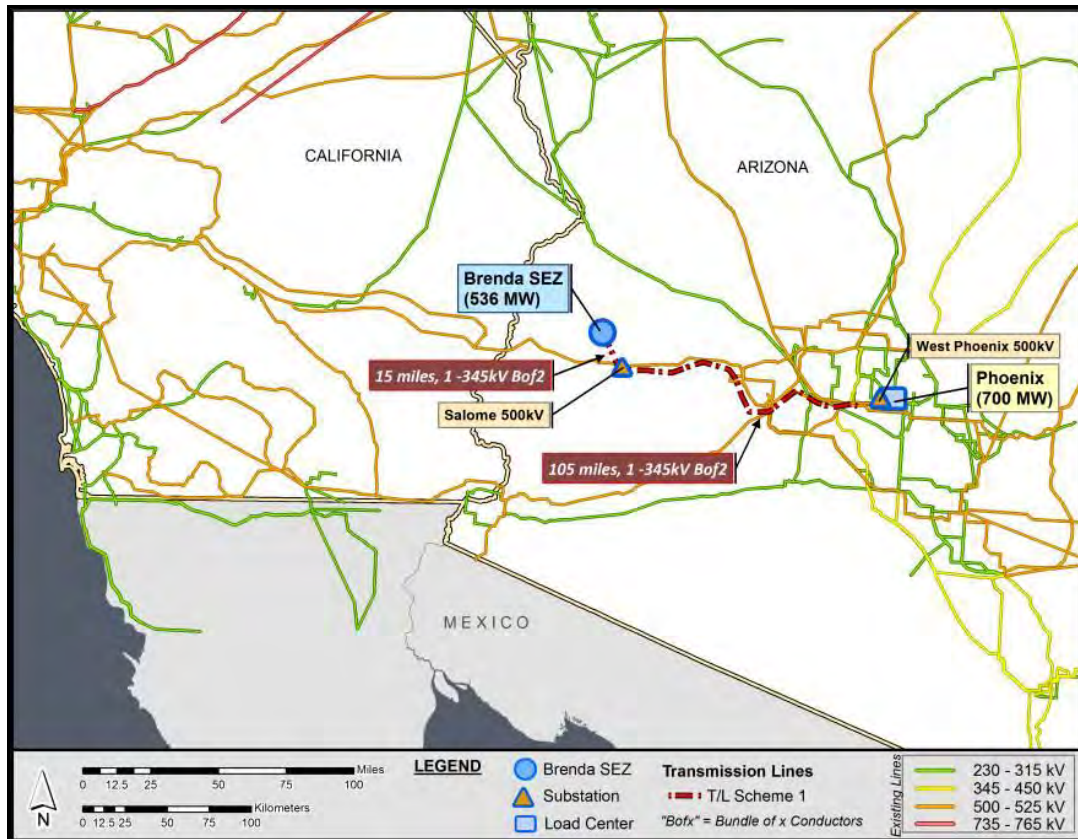 CALIFORNIA
ARIZONA
Brenda SEZ
(536 MW)
West Phoenix 500kV
15 miles, 1 -345kV Bof2
Phoenix
(700 MW)
Salome 500kV
105 miles, 1 -345kV Bof2
MEXICO
N
Miles
0 12.5 25 50 75 100
Kilometers
0 12.5 25 50 75 100
LEGEND
Brenda SEZ
Substation
Load Center
Transmission Lines
T/L Scheme 1
"Bofx" = Bundle of x Conductors
Existing Lines
230 - 315 kV
345 - 450 kV
500 - 525 kV
735 - 765 kV